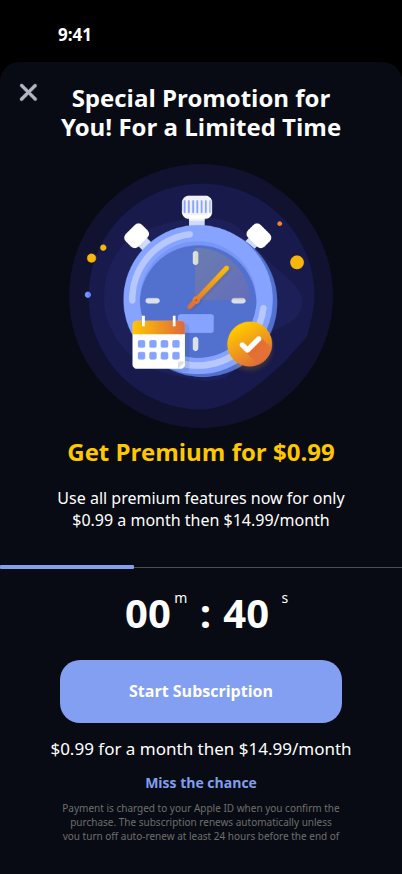 9:41
Special Promotion for
You! For a Limited Time
Get Premium for $0.99
Use all premium features now for only
$0.99 a month then $14.99/month
00 m : 40 s
Start Subscription
$0.99 for a month then $14.99/month
Miss the chance
Payment is charged to your Apple ID when you confirm the
purchase. The subscription renews automatically unless
you turn off auto-renew at least 24 hours before the end of